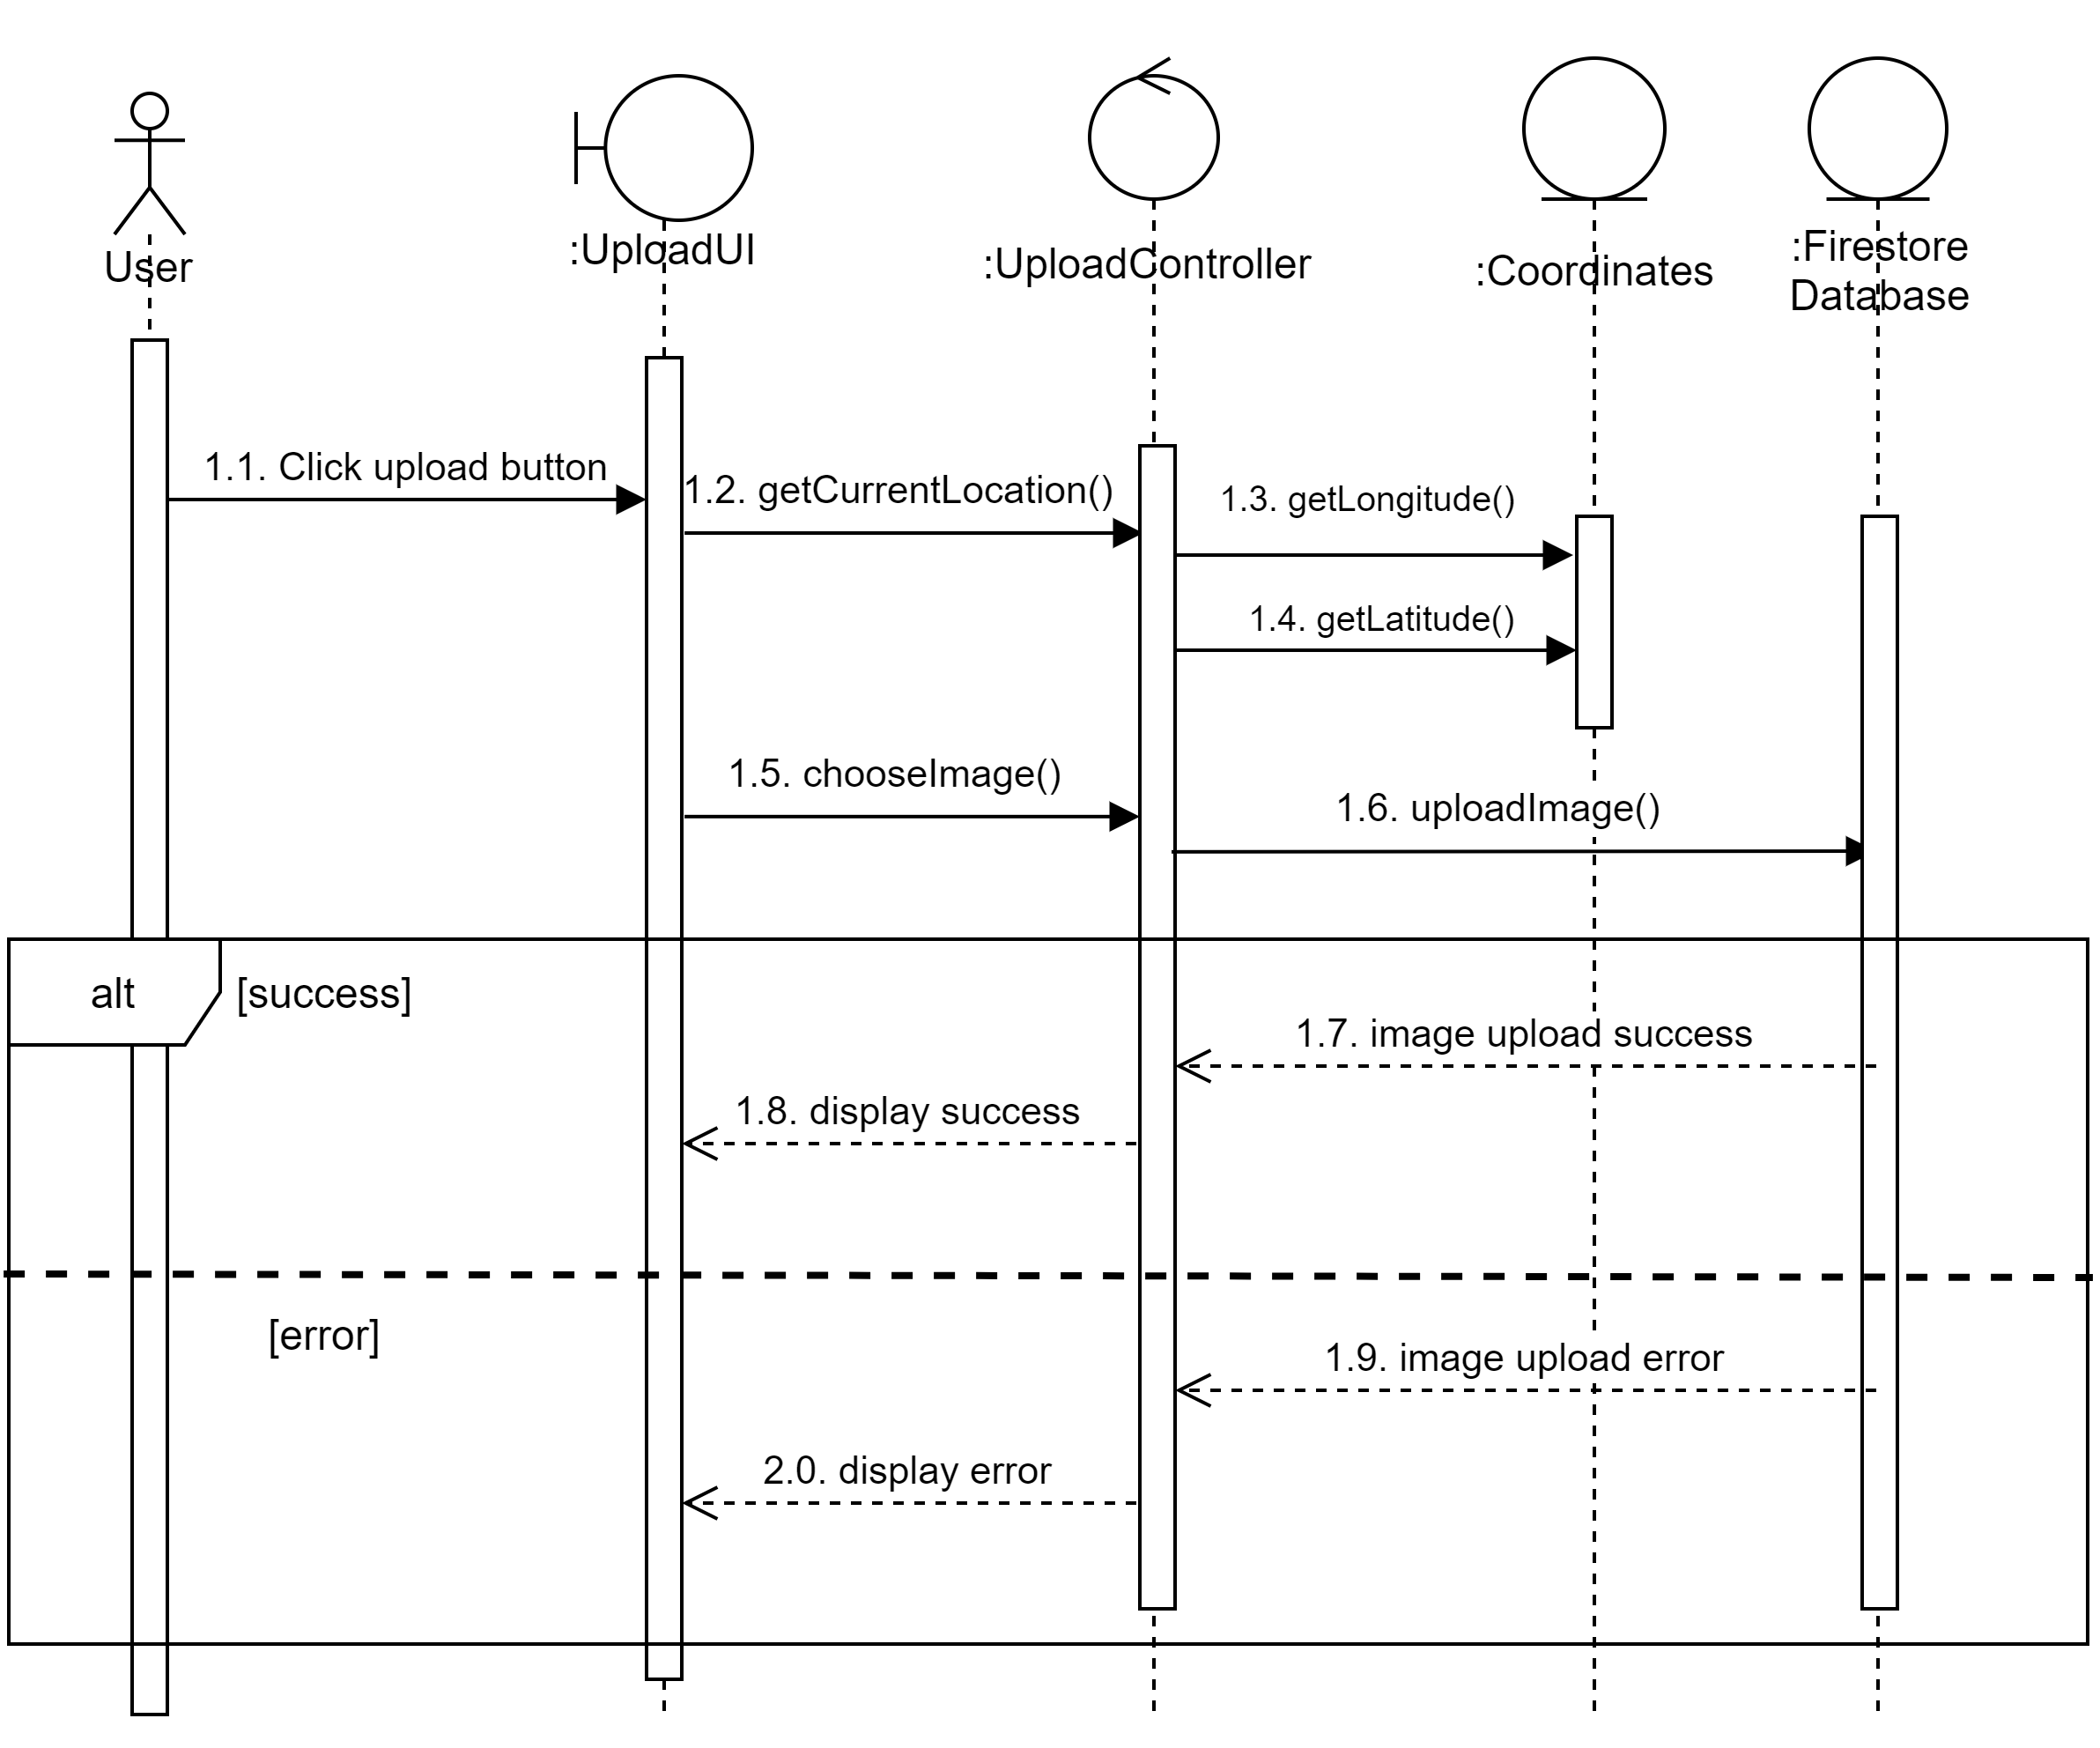 User
:UploadUI
:UploadController
:Coordinates
:Firestore
Database
1.1. Click upload button
1.2. getCurrentLocation()
1.3. getLongitude()
1.4. getLatitude()
1.5. chooseImage()
1.6. uploadImage()
alt
[success]
1.7. image upload success
1.8. display success
[error]
1.9. image upload error
2.0. display error